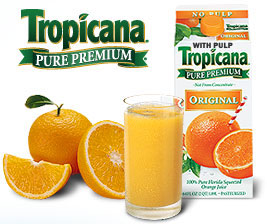 Tropicana
PURE PREMIUM
NO PULP
ORIGINAL
WITH PULP
Tropicana
PURE PREMIUM
Not From Concentrate
ORIGINAL
100% Pure Florida Squeezed
Orange Juice